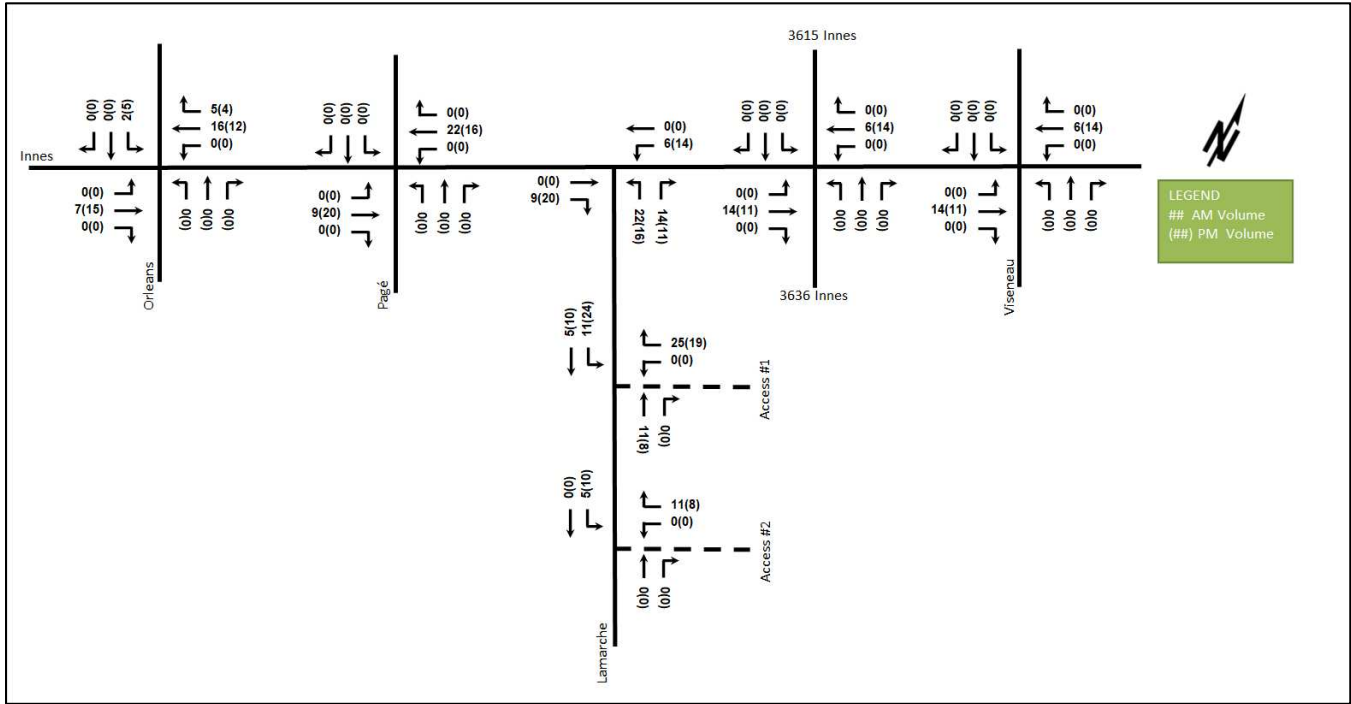 3615 Innes
0(0) 0(0) 2(5)
5(4)
16(12)
0(0)
0(0) 0(0) 0(0)
0(0)
22(16)
0(0)
0(0)
6(14)
0(0) 0(0) 0(0)
0(0)
6(14)
0(0)
0(0) 0(0) 0(0)
0(0)
6(14)
0(0)
Innes
0(0)
7(15)
0(0)
0(0) 0(0) 0(0)
0(0)
9(20)
0(0)
0(0) 0(0) 0(0)
0(0)
9(20)
22(16) 14(11)
0(0)
14(11)
0(0)
0(0) 0(0) 0(0)
0(0)
14(11)
0(0)
0(0) 0(0) 0(0)
LEGEND
## AM Volume
(##) PM Volume
Orleans
Pagé
3636 Innes
Viseneau
5(10) 11(24)
25(19)
0(0)
Access #1
11(8) 0(0)
0(0) 5(10)
11(8)
0(0)
Access #2
0(0) 0(0)
Lamarche